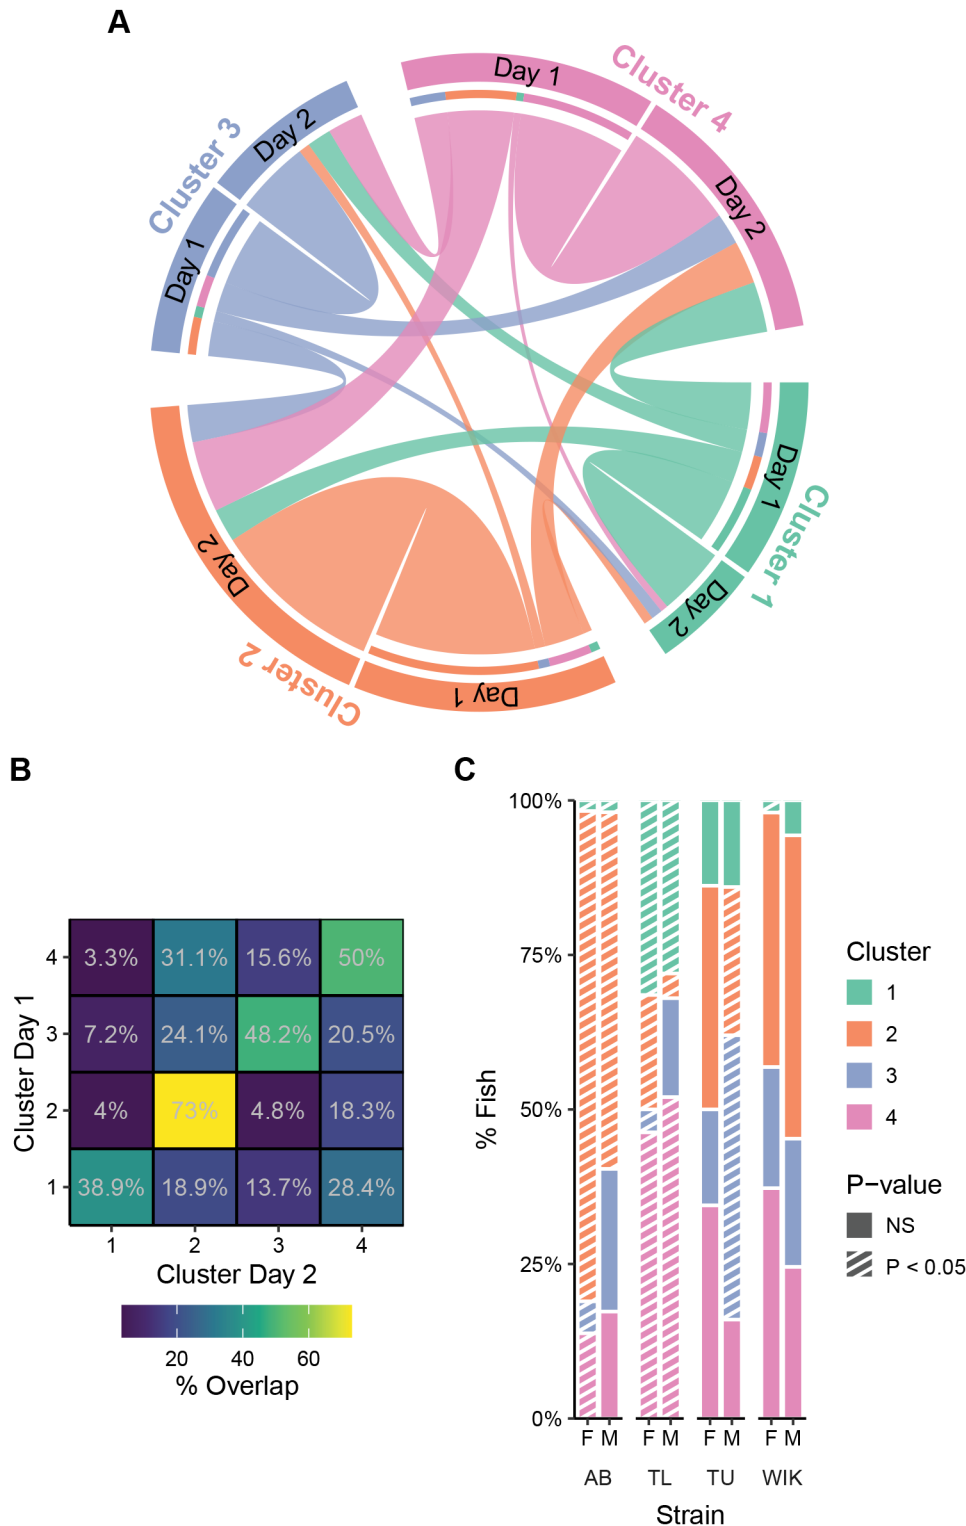 A
Day 1
Cluster 4
Day 2
Cluster 3
Day 2
Day 1
Day 1
Cluster 1
Day 2
Day 2
Cluster 2
Day 1
B
4
3.3%
31.1%
15.6%
50%
3
7.2%
24.1%
48.2%
20.5%
2
4%
73%
4.8%
18.3%
1
38.9%
18.9%
13.7%
28.4%
Cluster Day 1
1
2
3
4
Cluster Day 2
20
40
60
% Overlap
C
100%
75%
50%
25%
0%
% Fish
F M
F M
F M
F M
AB
TL
TU
WIK
Strain
Cluster
1
2
3
4
P−value
NS
P < 0.05